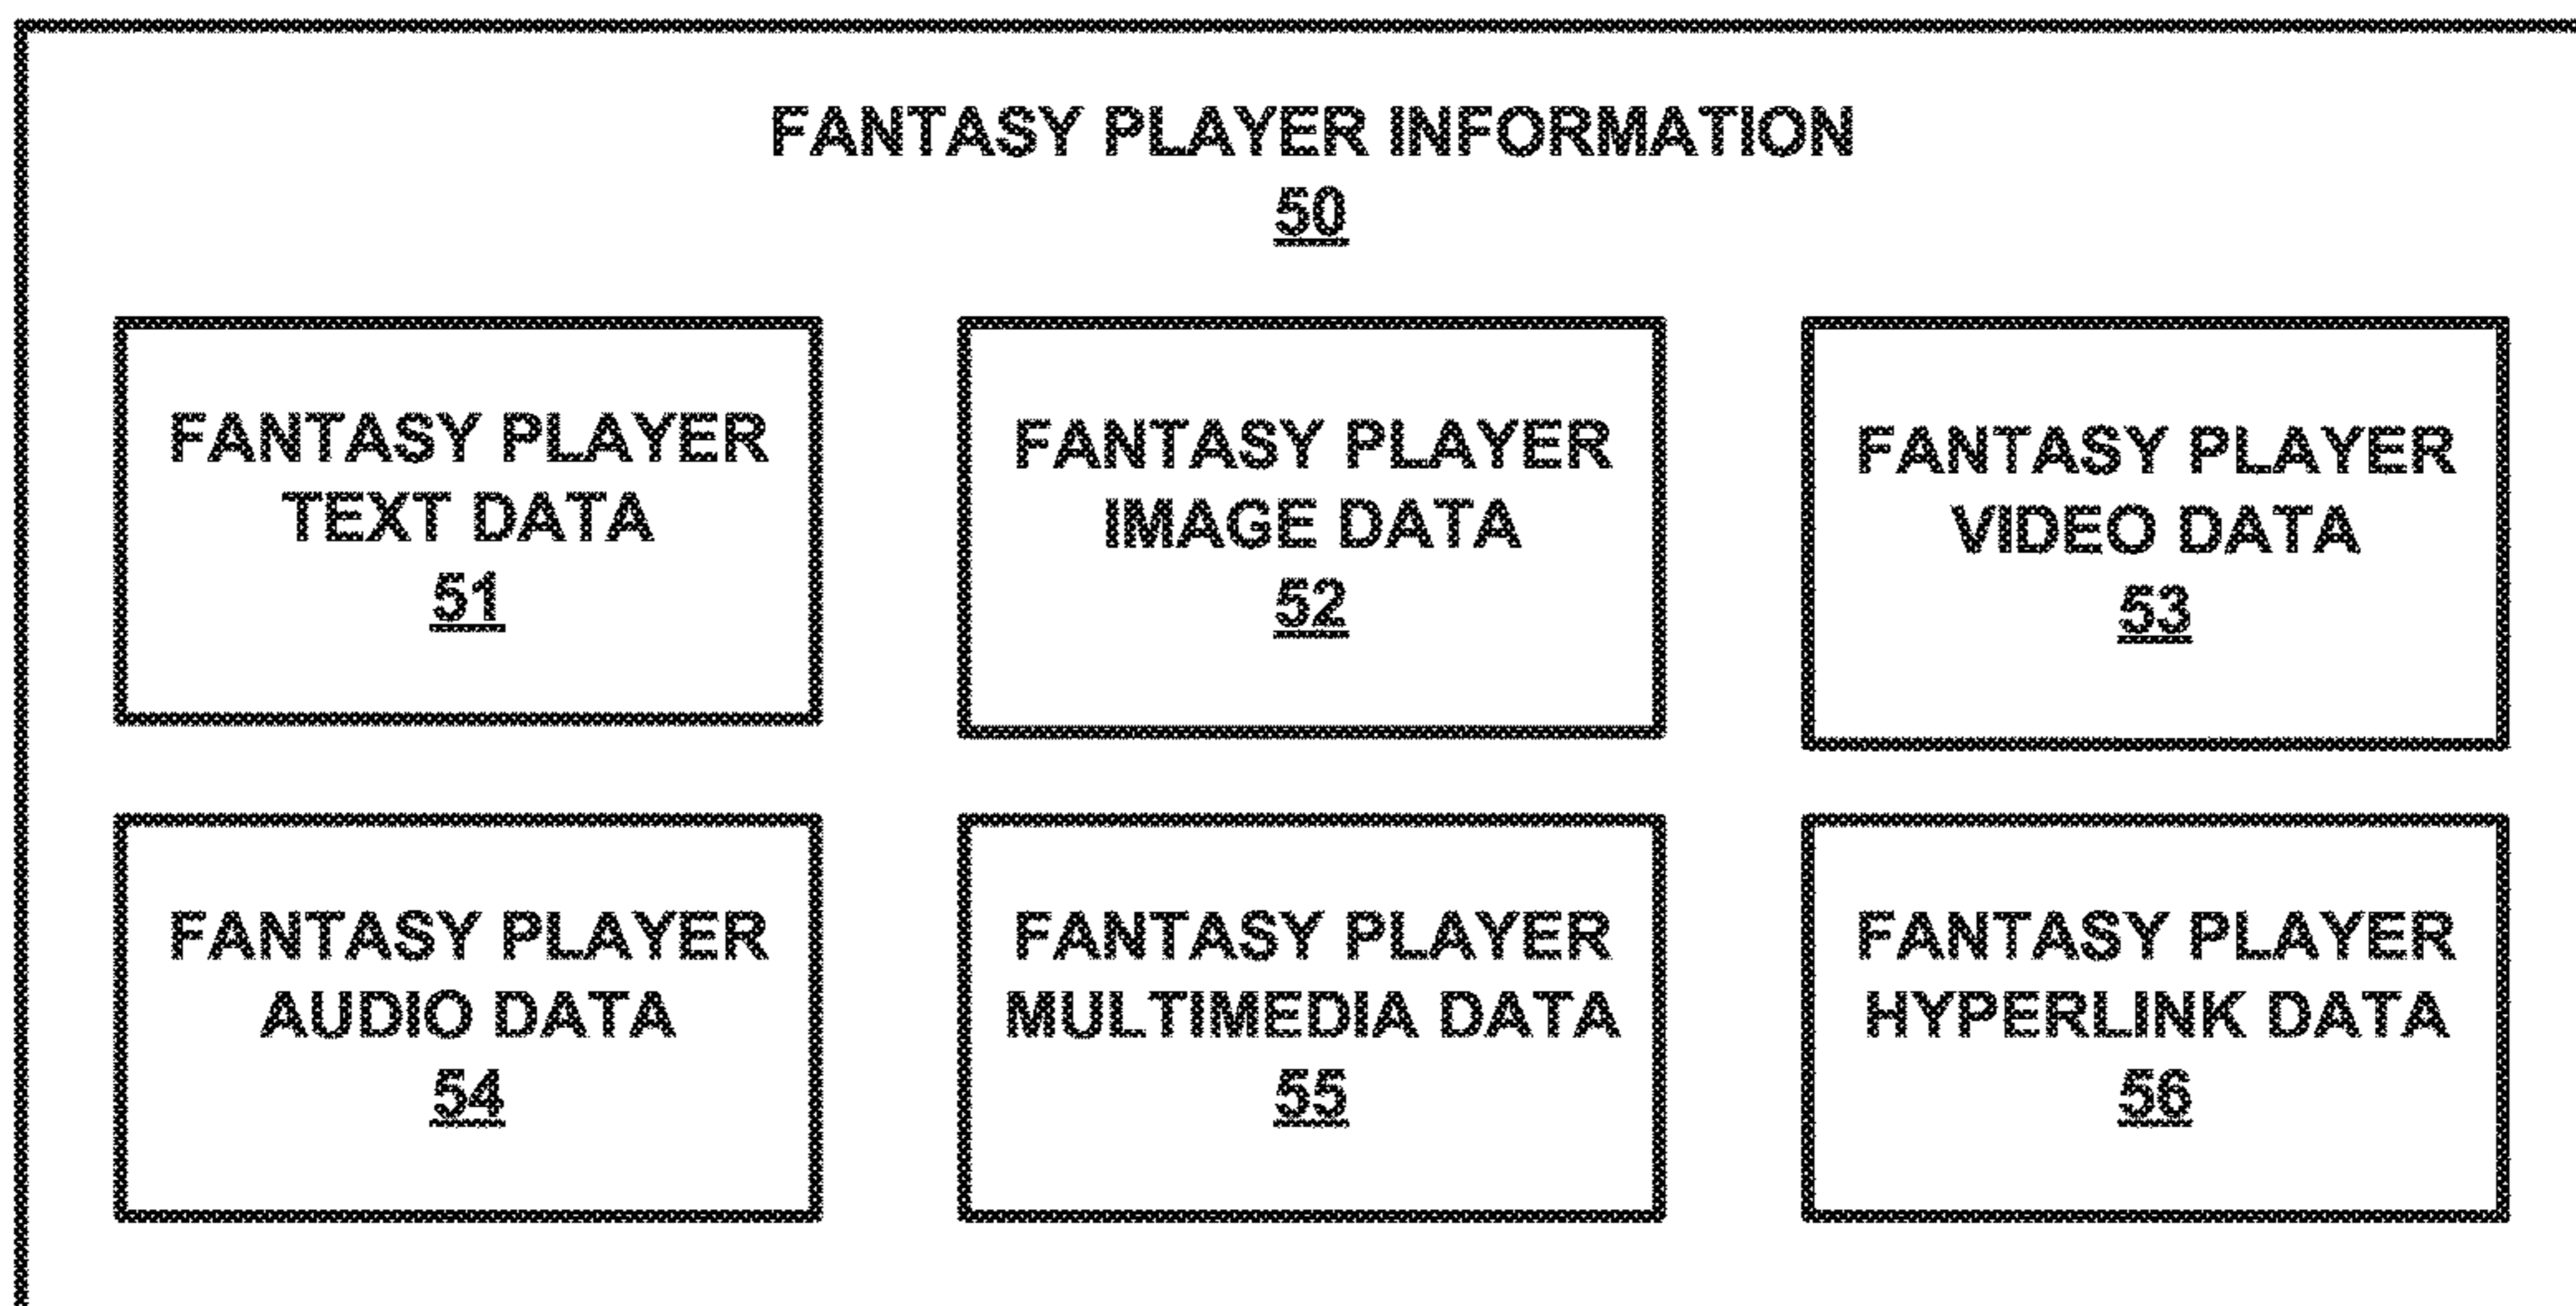 FANTASY PLAYER INFORMATION
50
FANTASY PLAYER
TEXT DATA
51
FANTASY PLAYER
IMAGE DATA
52
FANTASY PLAYER
VIDEO DATA
53
FANTASY PLAYER
AUDIO DATA
54
FANTASY PLAYER
MULTIMEDIA DATA
55
FANTASY PLAYER
HYPERLINK DATA
56